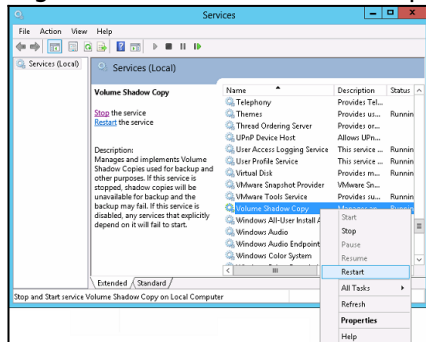 Services
File Action View Help
Services (Local)
Services (Local)
Volume Shadow Copy
Stop the service
Restart the service
Description:
Manages and implements Volume
Shadow Copies used for backup and
other purposes. If this service is
stopped, shadow copies will be
unavailable for backup and the
backup may fail. If this service is
disabled, any services that explicitly
depend on it will fail to start.
Name Description Status
Telephony Provides Tel...
Themes Provides us... Runnin
Thread Ordering Server Provides or...
UPnP Device Host Allows UPn...
User Access Logging Service This service ... Runnin
User Profile Service This service ... Runnin
Virtual Disk Provides m... Runnin
VMware Snapshot Provider VMware Sn...
VMware Tools Service Provides su... Runnin
Volume Shadow Copy Manages an... Runnin
Windows All-User Install A
Windows Audio
Windows Audio Endpoint
Windows Color System
Start
Stop
Pause
Resume
Restart
All Tasks
Refresh
Properties
Help
Extended Standard
Stop and Start service Volume Shadow Copy on Local Computer